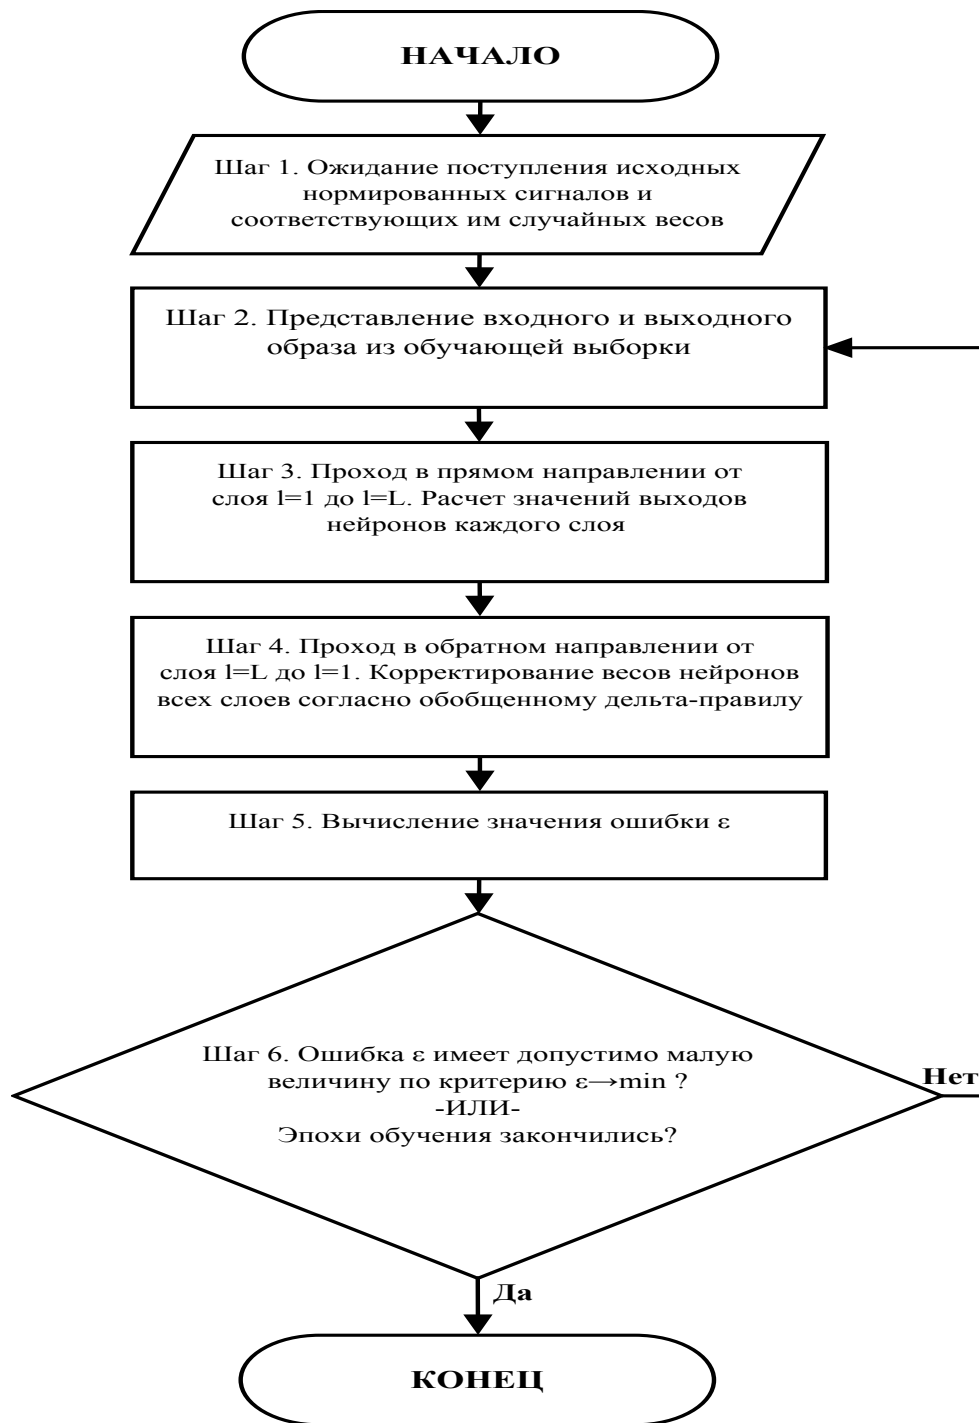 НАЧАЛО
Шаг 1. Ожидание поступления исходных
нормированных сигналов и
соответствующих им случайных весов
Шаг 2. Представление входного и выходного
образа из обучающей выборки
Шаг 3. Проход в прямом направлении от
слоя l=1 до l=L. Расчет значений выходов
нейронов каждого слоя
Шаг 4. Проход в обратном направлении от
слоя l=L до l=1. Корректирование весов нейронов
всех слоев согласно обобщенному дельта-правилу
Шаг 5. Вычисление значения ошибки ε
Шаг 6. Ошибка ε имеет допустимо малую
величину по критерию ε→min ?
-ИЛИ-
Эпохи обучения закончились?
Нет
Да
КОНЕЦ